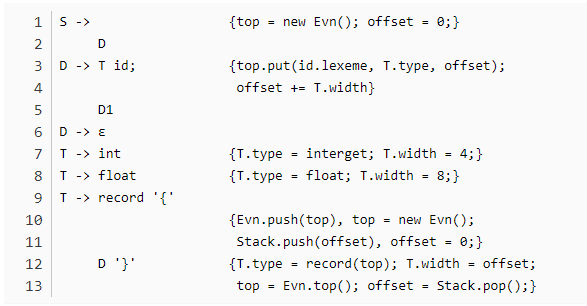 1 S -> {top = new Evn(); offset = 0;}
2 D
3 D -> T id; {top.put(id.lexeme, T.type, offset);
4 offset += T.width}
5 D1
6 D -> ε
7 T -> int {T.type = interget; T.width = 4;}
8 T -> float {T.type = float; T.width = 8;}
9 T -> record '{'
10 {Evn.push(top), top = new Evn();
11 Stack.push(offset), offset = 0;}
12 D '}' {T.type = record(top); T.width = offset;
13 top = Evn.top(); offset = Stack.pop();}